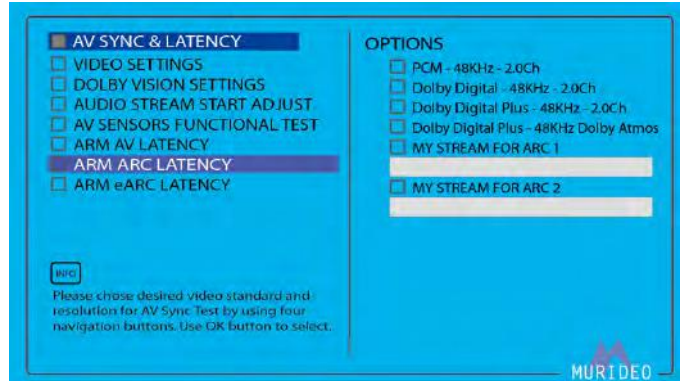 AV SYNC & LATENCY
VIDEO SETTINGS
DOLBY VISION SETTINGS
AUDIO STREAM START ADJUST
AV SENSORS FUNCTIONAL TEST
ARM AV LATENCY
ARM ARC LATENCY
ARM eARC LATENCY
INFO
Please chose desired video standard and
resolution for AV Sync Test by using four
navigation buttons. Use OK button to select.
OPTIONS
PCM - 48KHz - 2.0Ch
Dolby Digital - 48KHz - 2.0Ch
Dolby Digital Plus - 48KHz - 2.0Ch
Dolby Digital Plus - 48KHz Dolby Atmos
MY STREAM FOR ARC 1
MY STREAM FOR ARC 2
MURIDEO